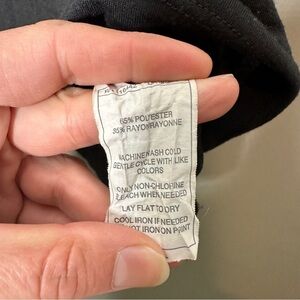 65% POLYESTER
35% RAYON/RAYONNE
MACHINE WASH COLD
GENTLE CYCLE WITH LIKE
COLORS
ONLY NON-CHLORINE
BLEACH WHEN NEEDED
LAY FLAT TO DRY
COOL IRON IF NEEDED
DO NOT IRON ON PRINT